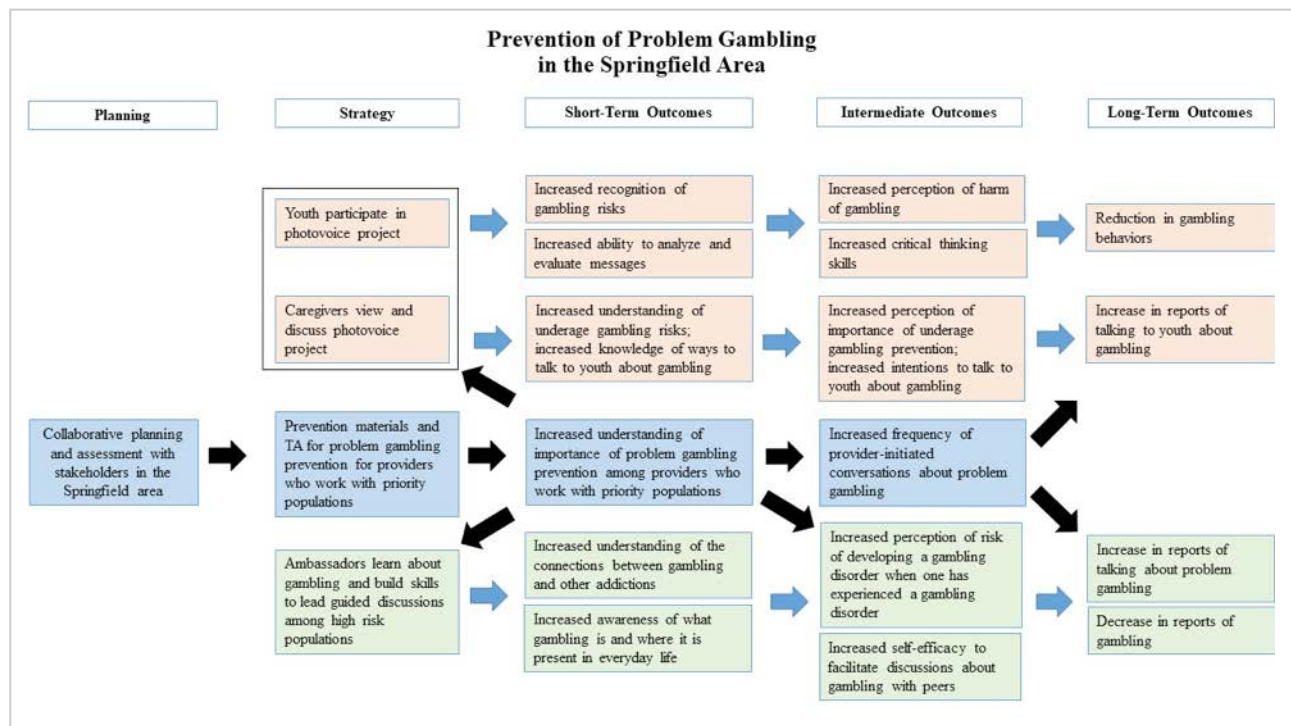 Prevention of Problem Gambling
in the Springfield Area
Planning
Strategy
Short-Term Outcomes
Intermediate Outcomes
Long-Term Outcomes
Youth participate in
photovoice project
Increased recognition of
gambling risks
Increased ability to analyze and
evaluate messages
Increased perception of harm
of gambling
Increased critical thinking
skills
Reduction in gambling
behaviors
Caregivers view and
discuss photovoice
project
Increased understanding of
underage gambling risks;
increased knowledge of ways to
talk to youth about gambling
Increased perception of
importance of underage
gambling prevention;
increased intentions to talk to
youth about gambling
Increase in reports of
talking to youth about
gambling
Collaborative planning
and assessment with
stakeholders in the
Springfield area
Prevention materials and
TA for problem gambling
prevention for providers
who work with priority
populations
Increased understanding of
importance of problem gambling
prevention among providers who
work with priority populations
Increased frequency of
provider-initiated
conversations about problem
gambling
Ambassadors learn about
gambling and build skills
to lead guided discussions
among high risk
populations
Increased understanding of the
connections between gambling
and other addictions
Increased awareness of what
gambling is and where it is
present in everyday life
Increased perception of risk
of developing a gambling
disorder when one has
experienced a gambling
disorder
Increased self-efficacy to
facilitate discussions about
gambling with peers
Increase in reports of
talking about problem
gambling
Decrease in reports of
gambling